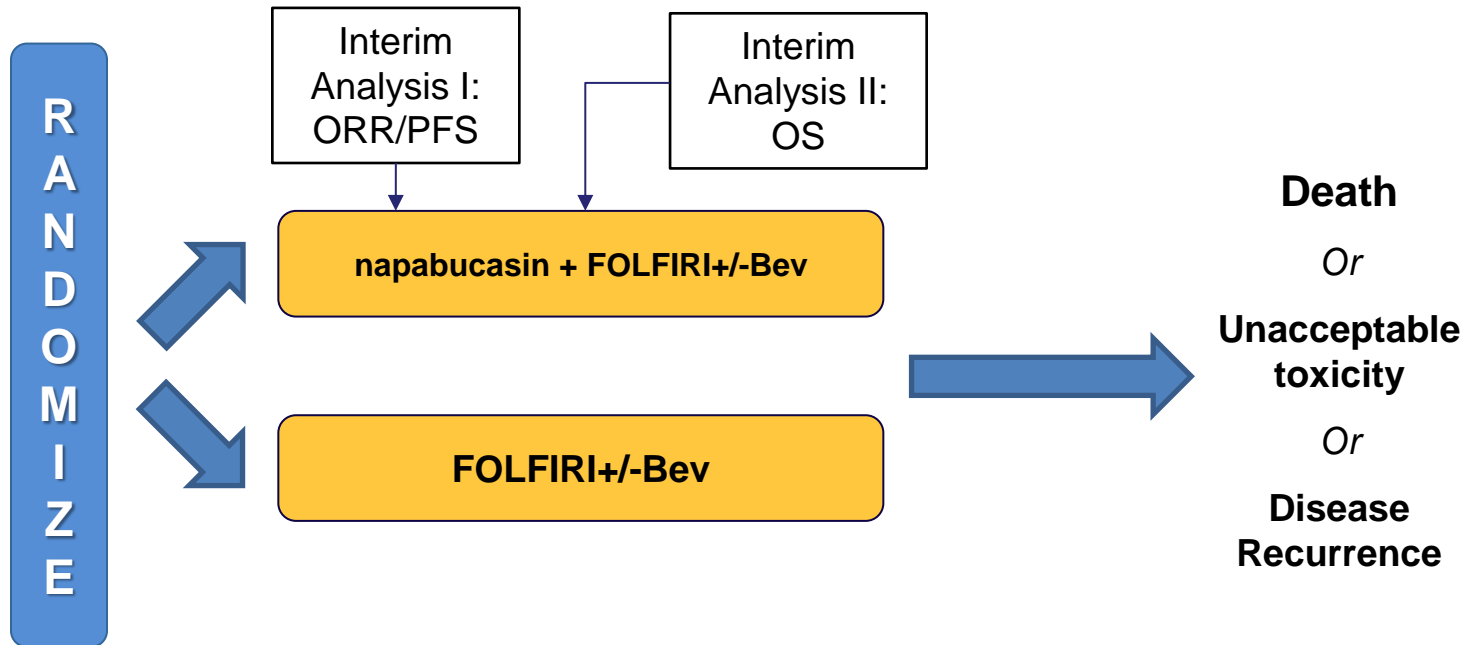 RANDOMIZE
Interim
Analysis I:
ORR/PFS
Interim
Analysis II:
OS
napabucasin + FOLFIRI+/-Bev
FOLFIRI+/-Bev
Death
Or
Unacceptable
toxicity
Or
Disease
Recurrence